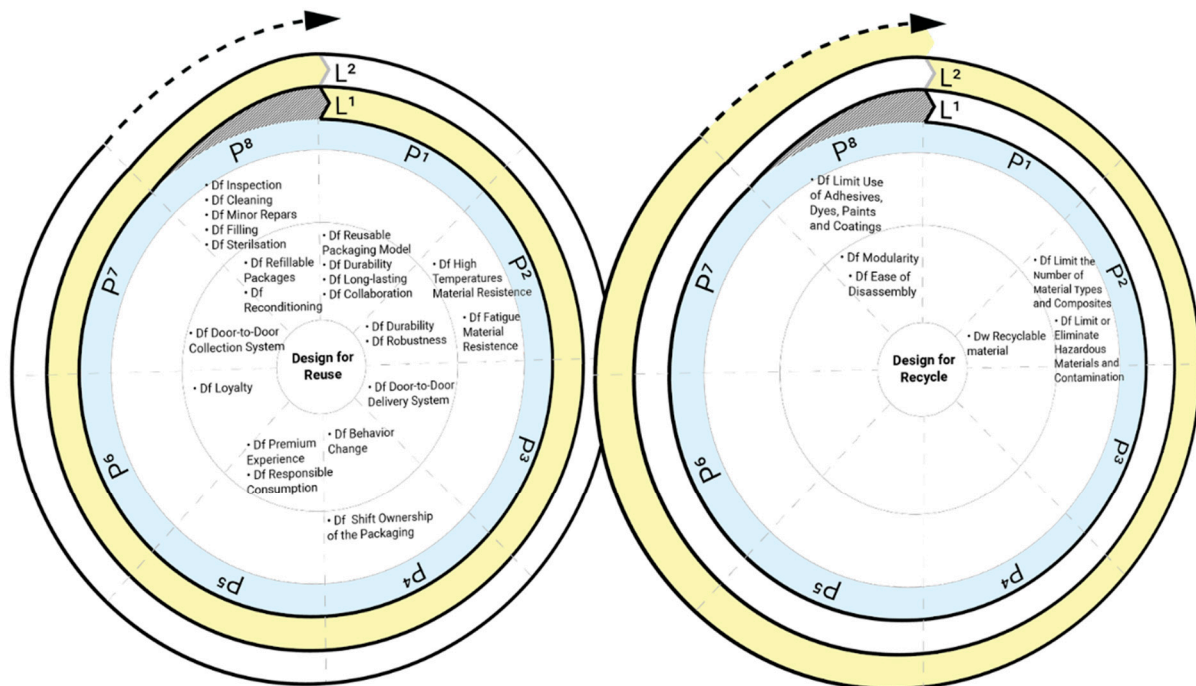 L²
L¹
P⁸
P¹
• Df Inspection
• Df Cleaning
• Df Minor Repars
• Df Filling
• Df Sterilisation
• Df Refillable
Packages
• Df
Reconditioning
• Df Reusable
Packaging Model
• Df Durability
• Df Long-lasting
• Df Collaboration
P²
• Df High
Temperatures
Material Resistence
• Df Fatigue
Material
Resistence
P⁷
• Df Door-to-Door
Collection System
• Df Durability
• Df Robustness
Design for
Reuse
• Df Loyalty
• Df Door-to-Door
Delivery System
• Df Premium
Experience
• Df Responsible
Consumption
• Df Behavior
Change
P⁶
P³
• Df Shift Ownership
of the Packaging
P⁵
P⁴
L²
L¹
P⁸
P¹
• Df Limit Use
of Adhesives,
Dyes, Paints
and Coatings
• Df Modularity
• Df Ease of
Disassembly
P²
• Df Limit the
Number of
Material Types
and Composites
• Df Limit or
Eliminate
Hazardous
Materials and
Contamination
P⁷
• Dw Recyclable
material
Design for
Recycle
P⁶
P³
P⁵
P⁴